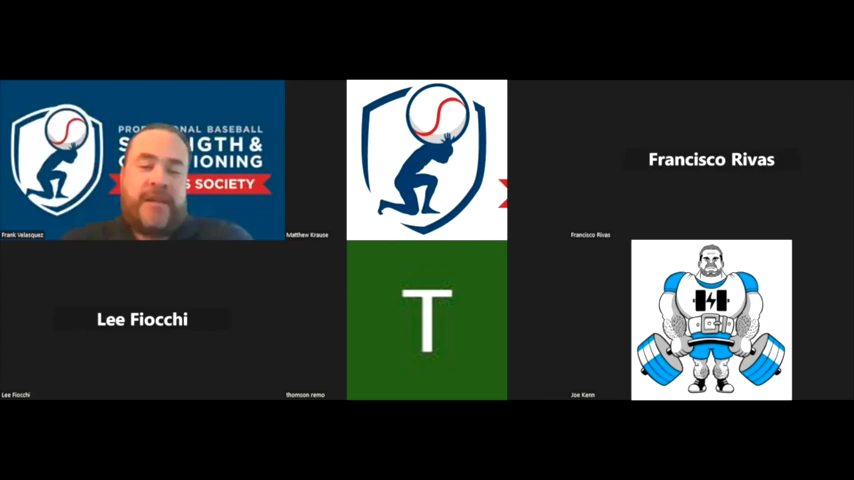 PROFESSIONAL BASEBALL
STRENGTH &
CONDITIONING
SOCIETY
Frank Velasquez
Matthew Krause
Francisco Rivas
Francisco Rivas
Lee Fiocchi
Lee Fiocchi
T
thomson remo
Joe Kenn